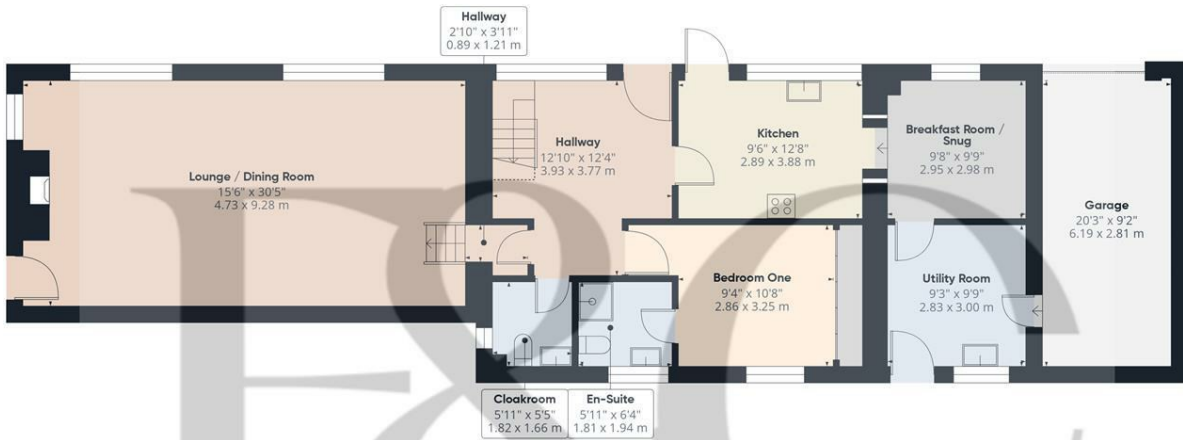 Hallway
2'10" x 3'11"
0.89 x 1.21 m
Lounge / Dining Room
15'6" x 30'5"
4.73 x 9.28 m
Hallway
12'10" x 12'4"
3.93 x 3.77 m
Kitchen
9'6" x 12'8"
2.89 x 3.88 m
Breakfast Room /
Snug
9'8" x 9'9"
2.95 x 2.98 m
Garage
20'3" x 9'2"
6.19 x 2.81 m
Bedroom One
9'4" x 10'8"
2.86 x 3.25 m
Utility Room
9'3" x 9'9"
2.83 x 3.00 m
Cloakroom
5'11" x 5'5"
1.82 x 1.66 m
En-Suite
5'11" x 6'4"
1.81 x 1.94 m